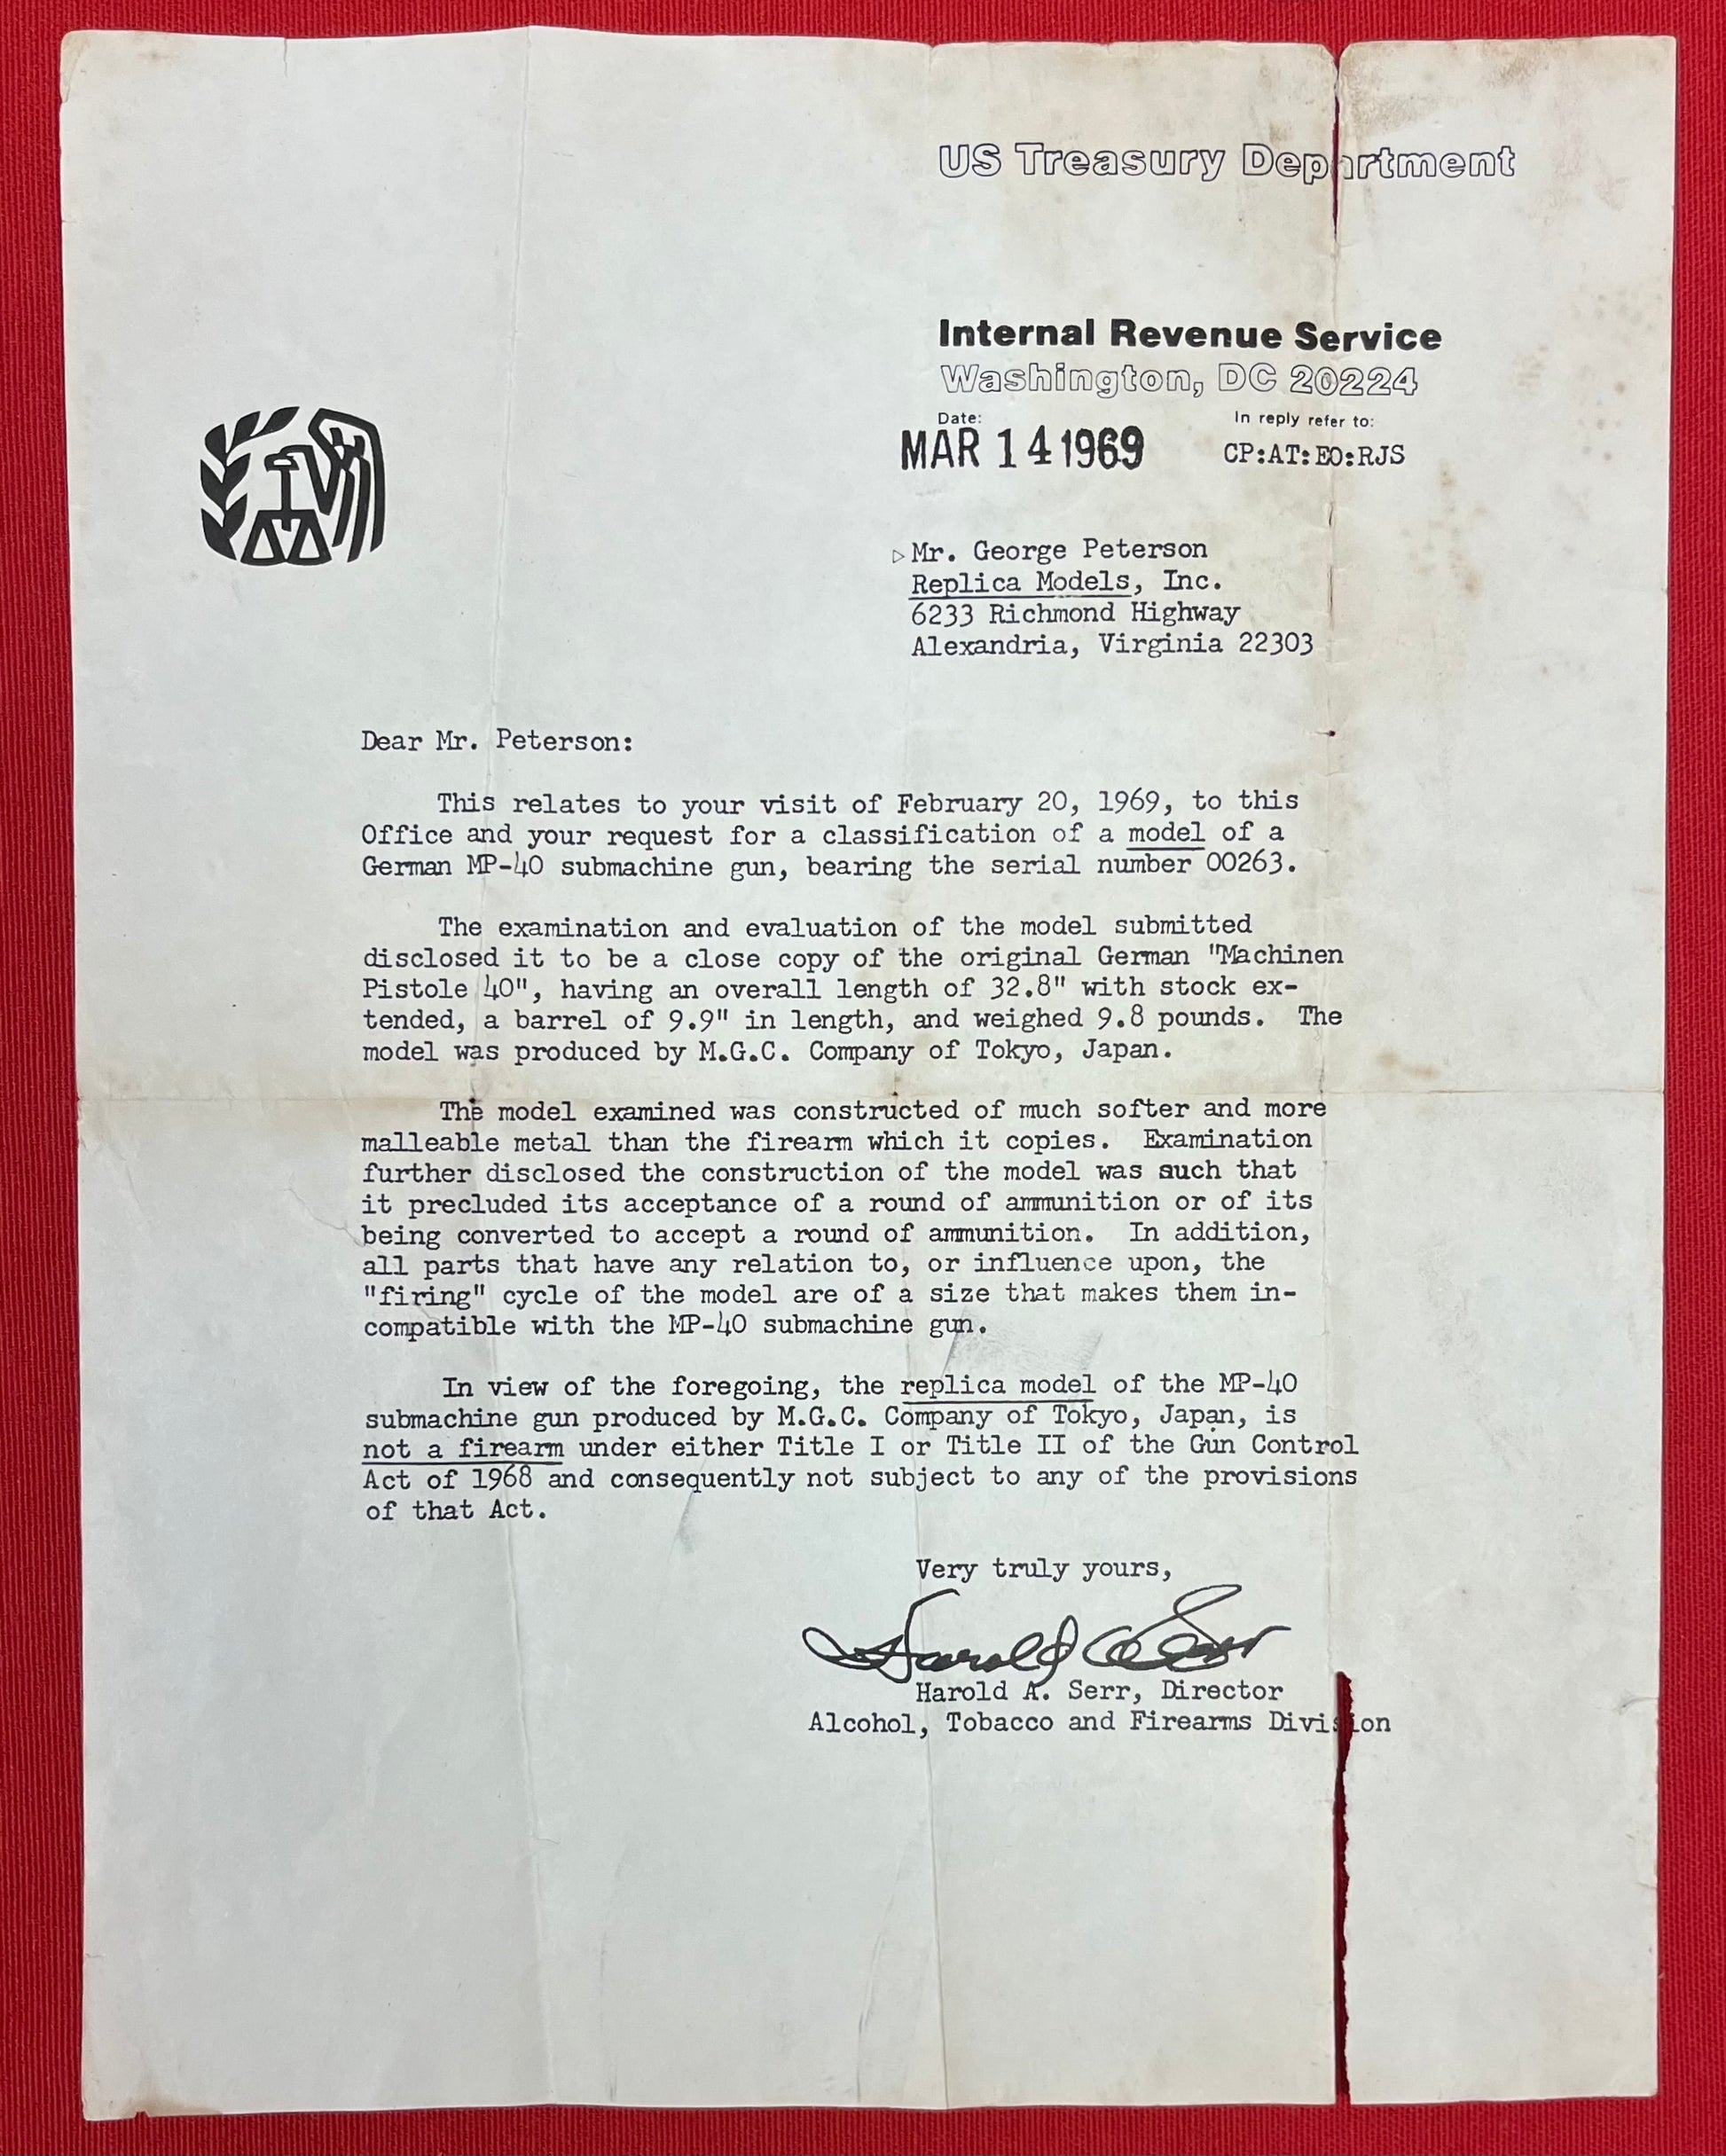 US Treasury Department
Internal Revenue Service
Washington, DC 20224
Date:
In reply refer to:
MAR 14 1969
CP:AT:EO:RJS
Mr. George Peterson
Replica Models, Inc.
6233 Richmond Highway
Alexandria, Virginia 22303
Dear Mr. Peterson:
This relates to your visit of February 20, 1969, to this
Office and your request for a classification of a model of a
German MP-40 submachine gun, bearing the serial number 00263.
The examination and evaluation of the model submitted
disclosed it to be a close copy of the original German "Machinen
Pistole 40", having an overall length of 32.8" with stock ex-
tended, a barrel of 9.9" in length, and weighed 9.8 pounds. The
model was produced by M.G.C. Company of Tokyo, Japan.
The model examined was constructed of much softer and more
malleable metal than the firearm which it copies. Examination
further disclosed the construction of the model was such that
it precluded its acceptance of a round of ammunition or of its
being converted to accept a round of ammunition. In addition,
all parts that have any relation to, or influence upon, the
"firing" cycle of the model are of a size that makes them in-
compatible with the MP-40 submachine gun.
In view of the foregoing, the replica model of the MP-40
submachine gun produced by M.G.C. Company of Tokyo, Japan, is
not a firearm under either Title I or Title II of the Gun Control
Act of 1968 and consequently not subject to any of the provisions
of that Act.
Very truly yours,
Harold A Serr
Harold A. Serr, Director
Alcohol, Tobacco and Firearms Division